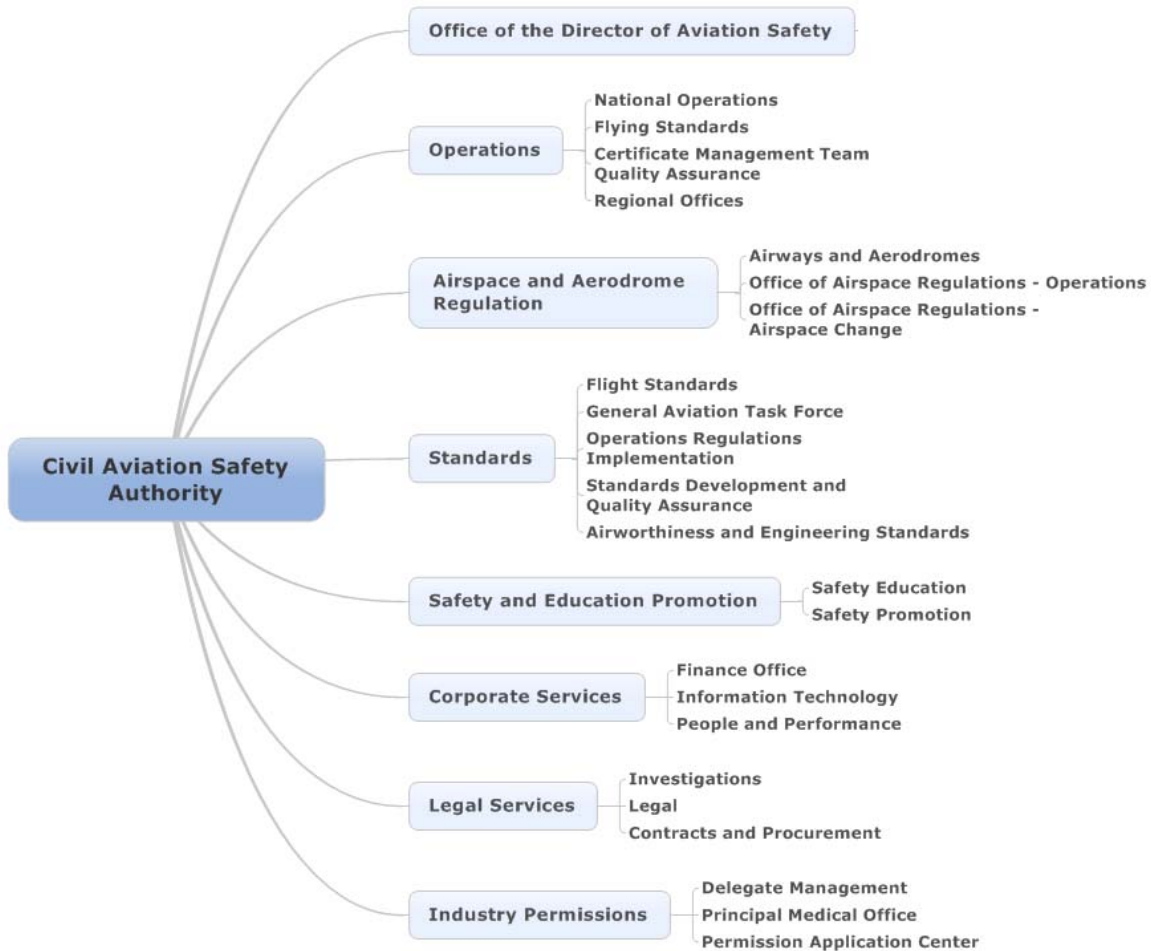 Office of the Director of Aviation Safety
Operations
National Operations
Flying Standards
Certificate Management Team
Quality Assurance
Regional Offices
Airspace and Aerodrome
Regulation
Airways and Aerodromes
Office of Airspace Regulations - Operations
Office of Airspace Regulations -
Airspace Change
Civil Aviation Safety
Authority
Standards
Flight Standards
General Aviation Task Force
Operations Regulations
Implementation
Standards Development and
Quality Assurance
Airworthiness and Engineering Standards
Safety and Education Promotion
Safety Education
Safety Promotion
Corporate Services
Finance Office
Information Technology
People and Performance
Legal Services
Investigations
Legal
Contracts and Procurement
Industry Permissions
Delegate Management
Principal Medical Office
Permission Application Center